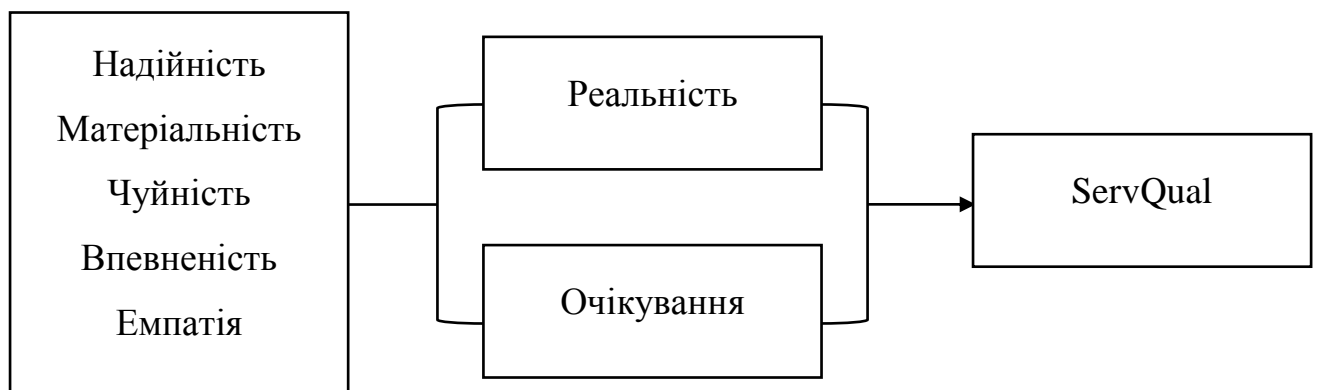 Надійність
Матеріальність
Чуйність
Впевненість
Емпатія
Реальність
Очікування
ServQual